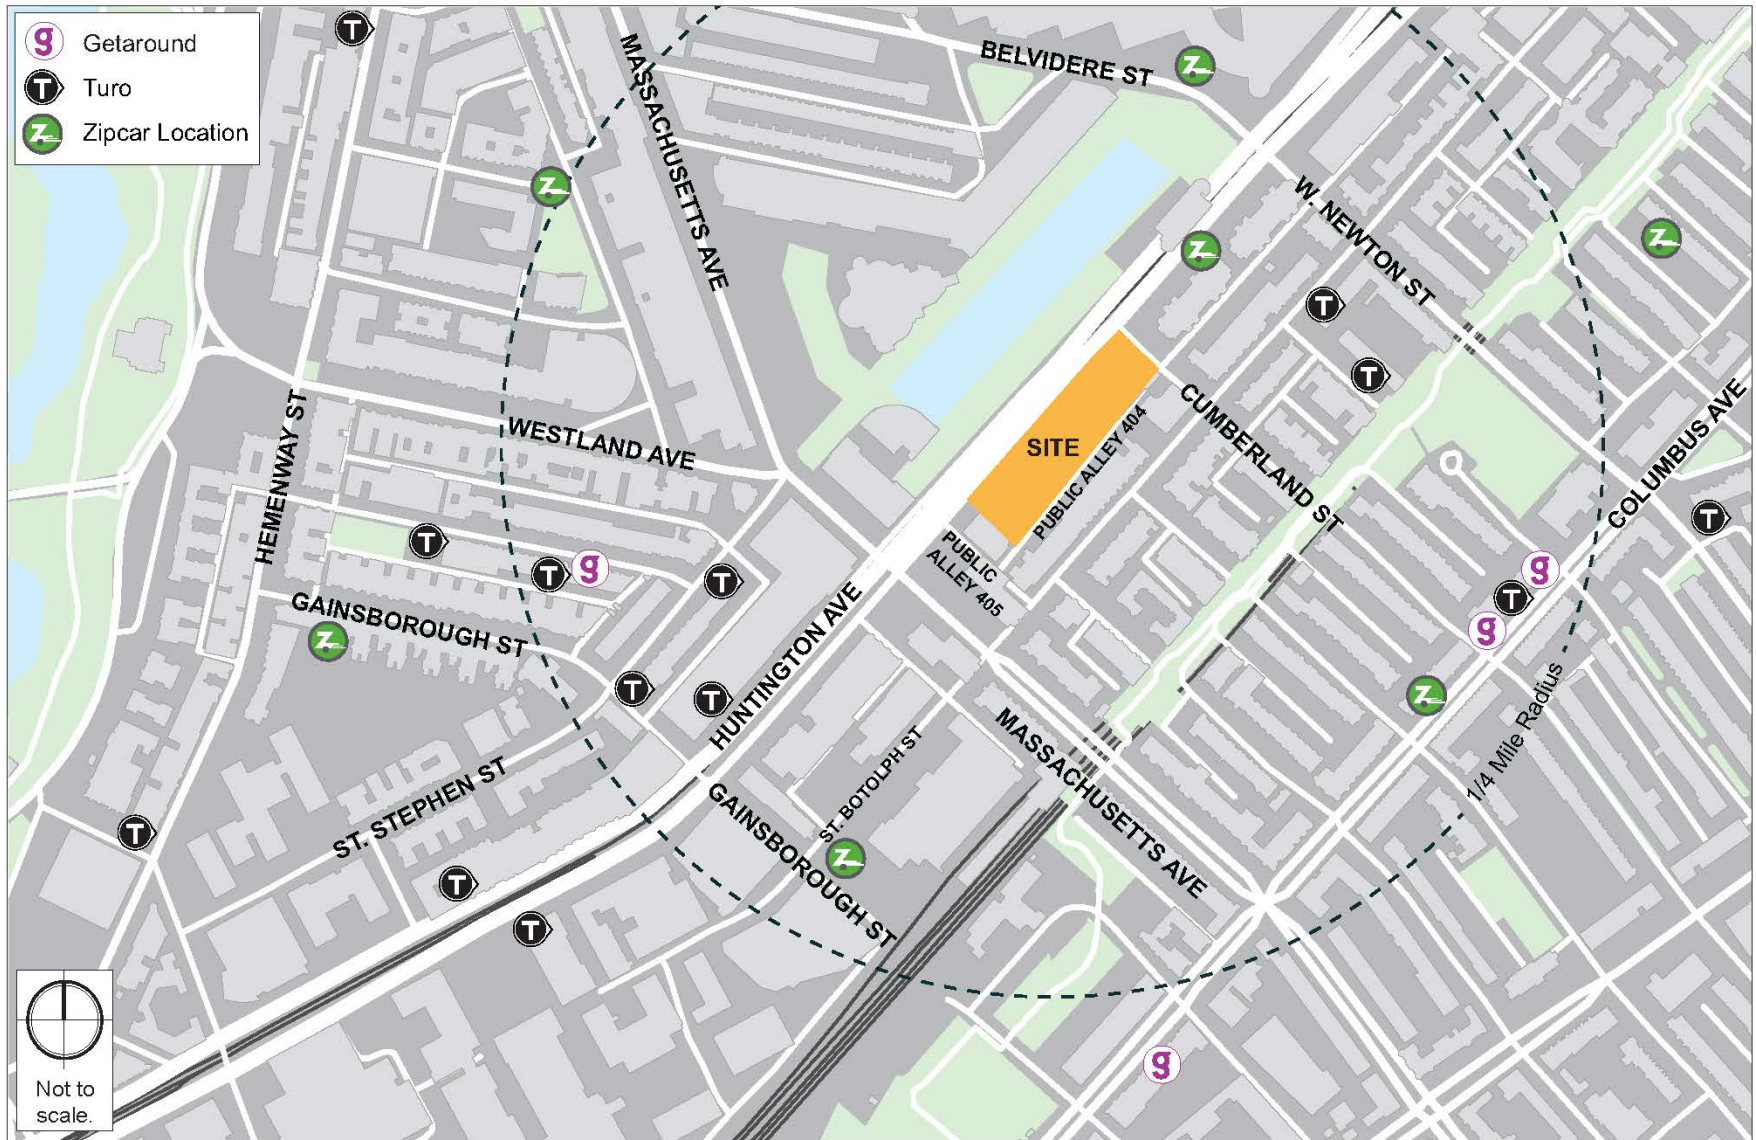 g Getaround
T Turo
Z Zipcar Location
BELVIDERE ST
MASSACHUSETTS AVE
W. NEWTON ST
HEMENWAY ST
WESTLAND AVE
SITE
PUBLIC ALLEY 404
CUMBERLAND ST
COLUMBUS AVE
PUBLIC
ALLEY 405
GAINSBOROUGH ST
HUNTINGTON AVE
ST. STEPHEN ST
ST. BOTOLPH ST
MASSACHUSETTS AVE
GAINSBOROUGH ST
1/4 Mile Radius
Not to
scale.